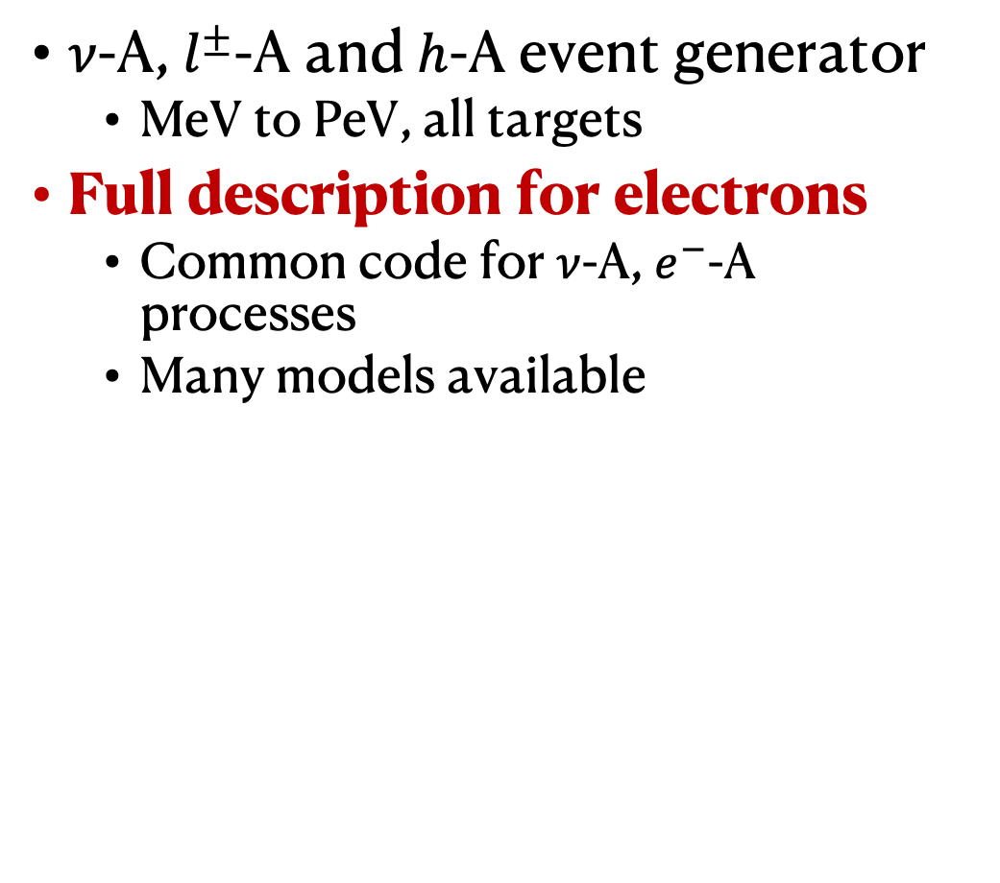 • ν-A, l±-A and h-A event generator
• MeV to PeV, all targets
• Full description for electrons
• Common code for ν-A, e⁻-A
processes
• Many models available